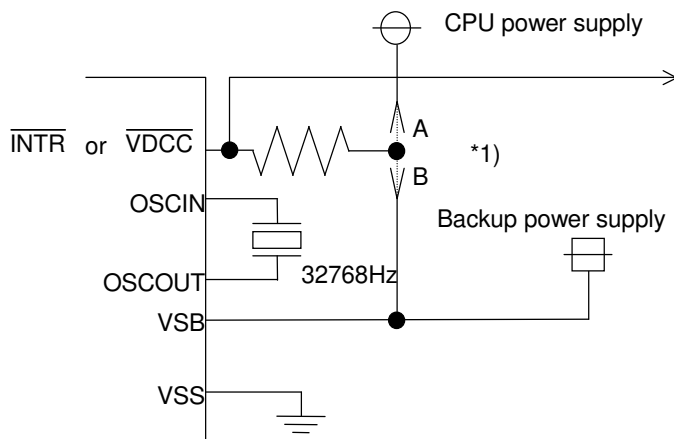 CPU power supply
A
INTR or VDCC
*1)
B
OSCIN
Backup power supply
OSCOUT
32768Hz
VSB
VSS